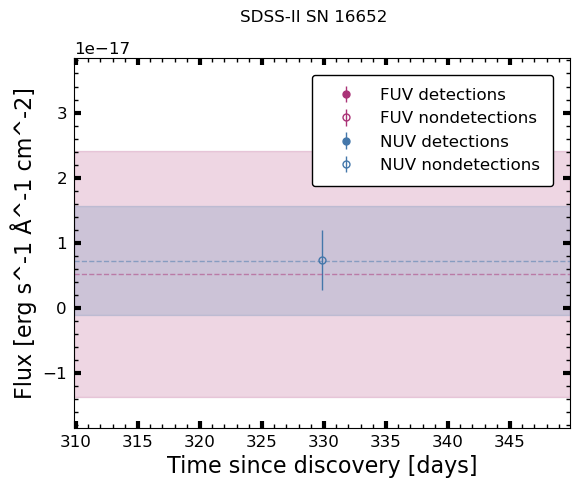 SDSS-II SN 16652
1e−17
FUV detections
FUV nondetections
NUV detections
NUV nondetections
3
2
1
0
−1
Flux [erg s^-1 Å^-1 cm^-2]
310 315 320 325 330 335 340 345
Time since discovery [days]